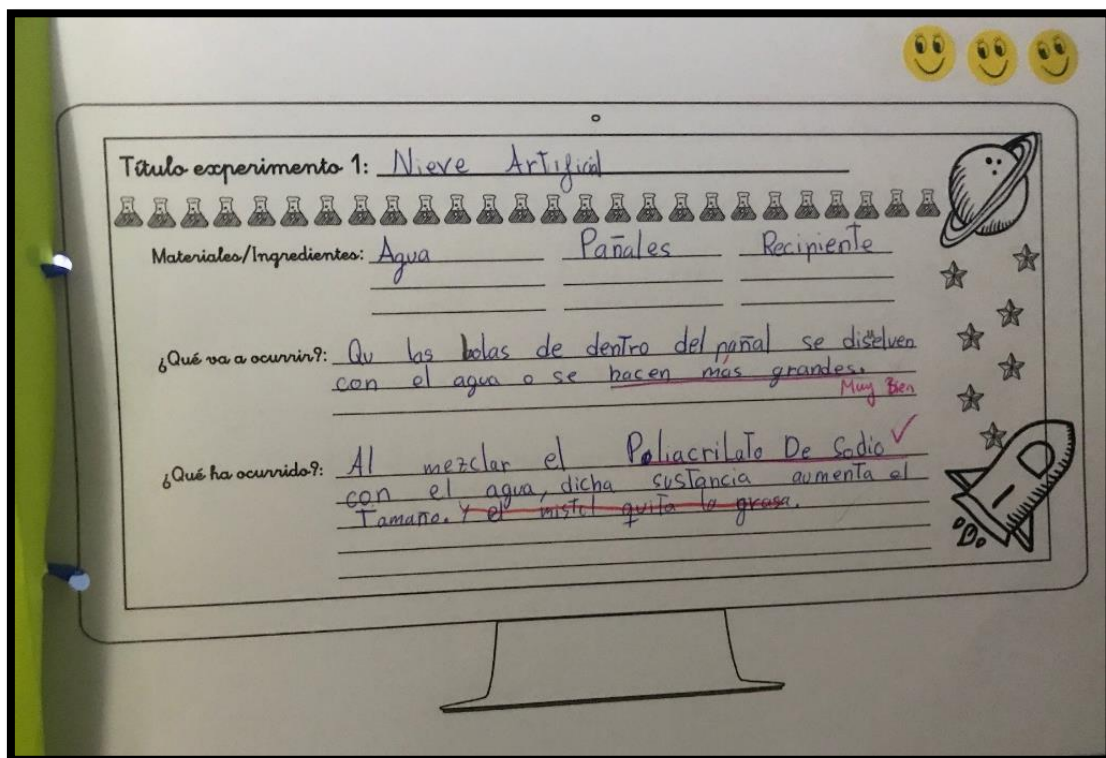 Título experimento 1: Nieve Artificial
Materiales/Ingredientes: Agua Pañales Recipiente
¿Qué va a ocurrir?: Qu las bolas de dentro del pañal se diselven
con el agua o se hacen más grandes.
Muy Bien
¿Qué ha ocurrido?: Al mezclar el Poliacrilato De Sodio
con el agua, dicha sustancia aumenta el
Tamaño. Y el mistol quita la grasa.